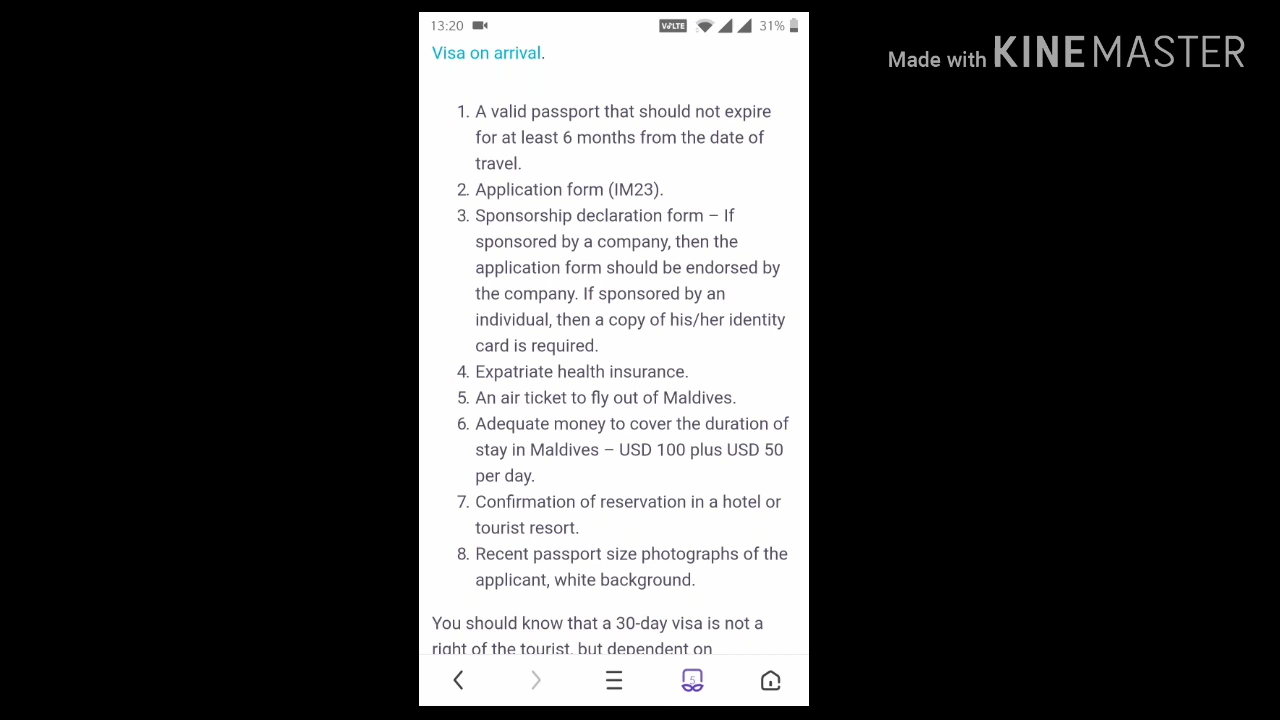 13:20
VoLTE
31%
Made with KINEMASTER
Visa on arrival.
1. A valid passport that should not expire
for at least 6 months from the date of
travel.
2. Application form (IM23).
3. Sponsorship declaration form – If
sponsored by a company, then the
application form should be endorsed by
the company. If sponsored by an
individual, then a copy of his/her identity
card is required.
4. Expatriate health insurance.
5. An air ticket to fly out of Maldives.
6. Adequate money to cover the duration of
stay in Maldives – USD 100 plus USD 50
per day.
7. Confirmation of reservation in a hotel or
tourist resort.
8. Recent passport size photographs of the
applicant, white background.
You should know that a 30-day visa is not a
right of the tourist, but dependent on
5